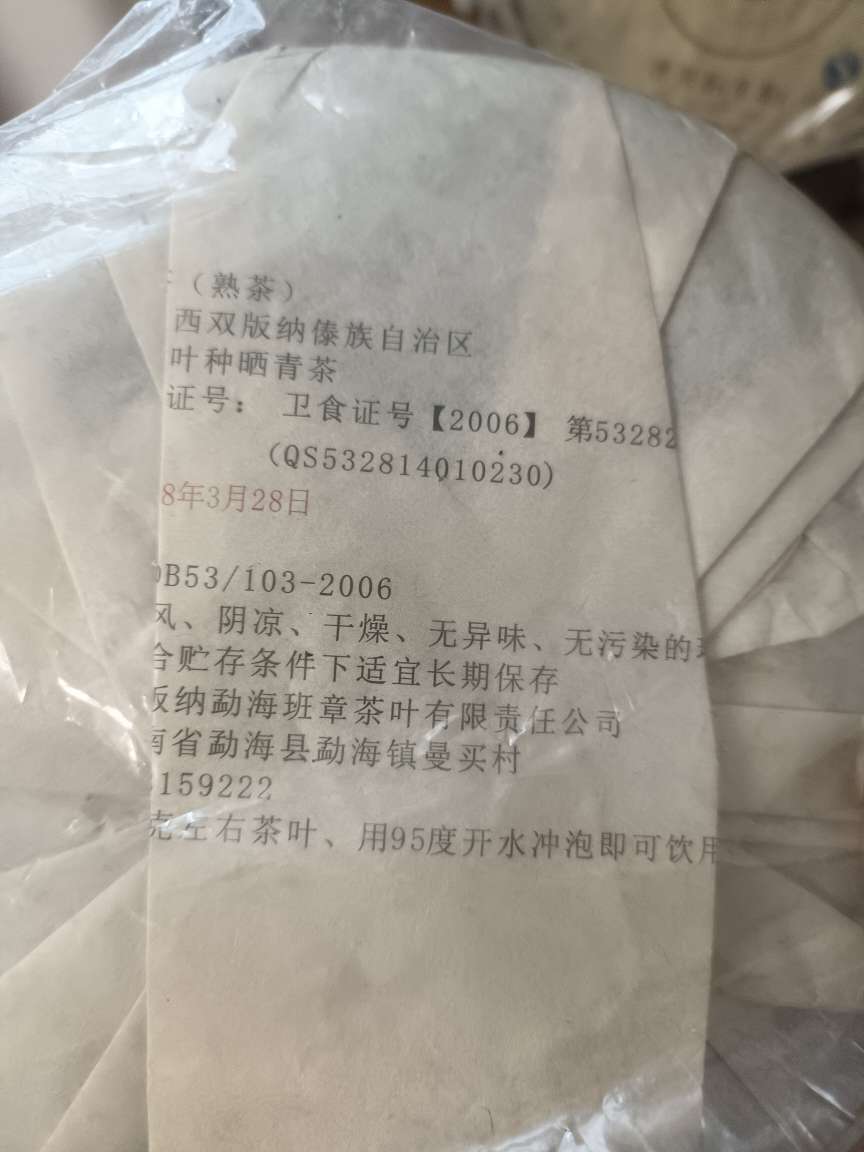 （熟茶）
西双版纳傣族自治区
叶种晒青茶
证号： 卫食证号【2006】 第53282
(QS532814010230)
8年3月28日
DB53/103-2006
风、阴凉、干燥、无异味、无污染的
合贮存条件下适宜长期保存
版纳勐海班章茶叶有限责任公司
南省勐海县勐海镇曼买村
159222
克左右茶叶、用95度开水冲泡即可饮用